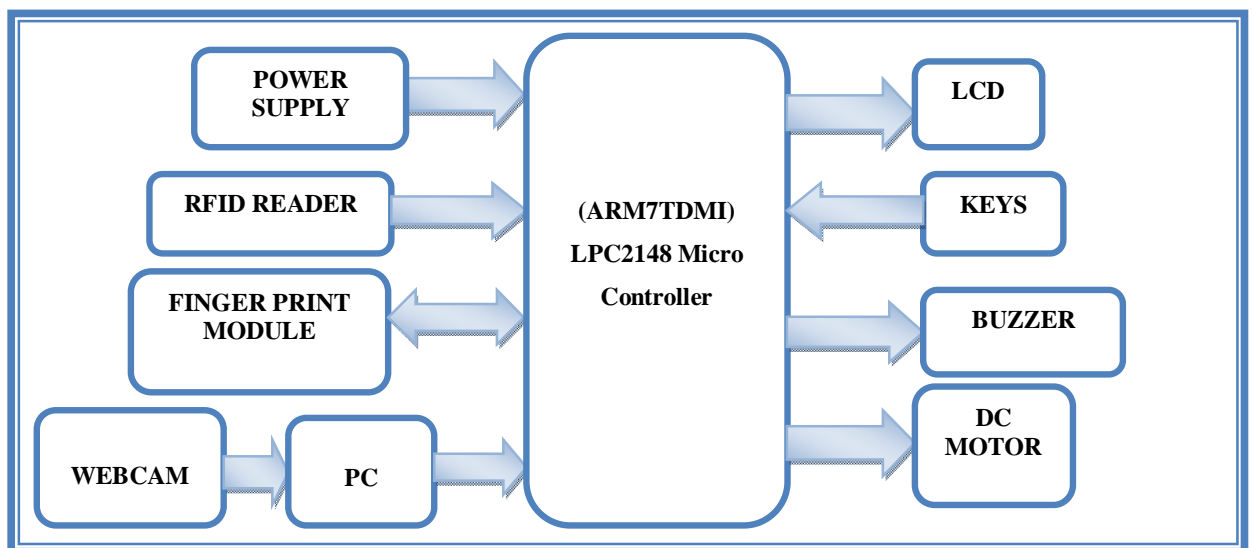 POWER
SUPPLY
RFID READER
FINGER PRINT
MODULE
WEBCAM
PC
(ARM7TDMI)
LPC2148 Micro
Controller
LCD
KEYS
BUZZER
DC
MOTOR